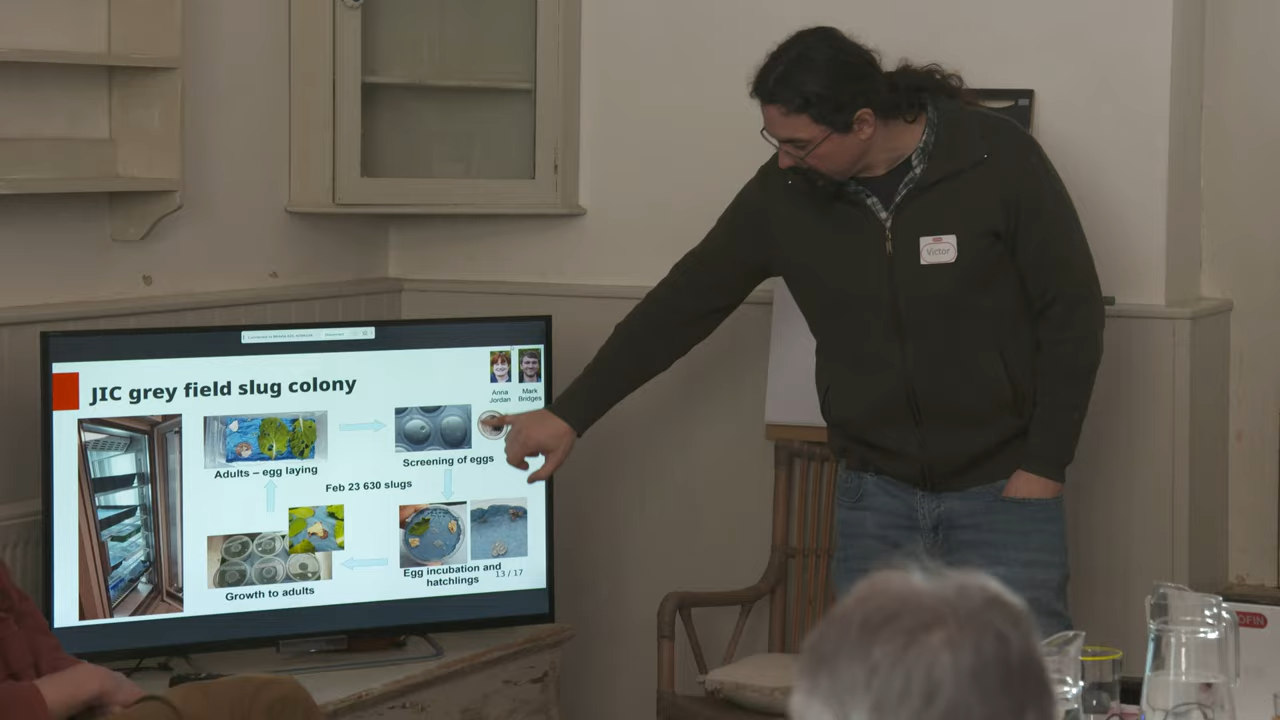 Victor
JIC grey field slug colony
Anna
Jordan
Mark
Bridges
Adults – egg laying
Screening of eggs
Feb 23 630 slugs
Growth to adults
Egg incubation and
hatchlings
13 / 17